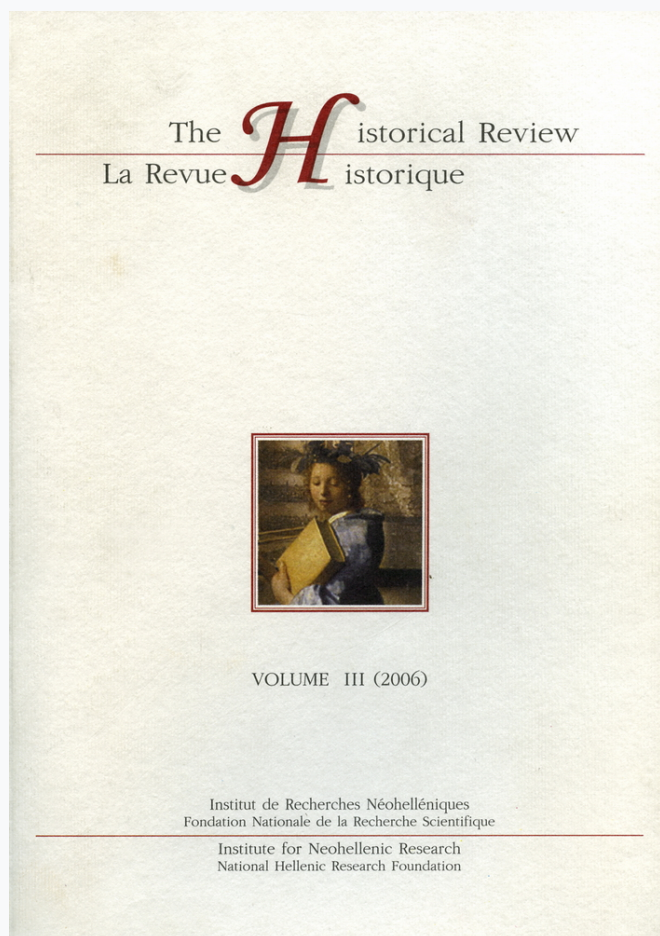 The Historical Review
La Revue Historique
VOLUME III (2006)
Institut de Recherches Néohelléniques
Fondation Nationale de la Recherche Scientifique
Institute for Neohellenic Research
National Hellenic Research Foundation